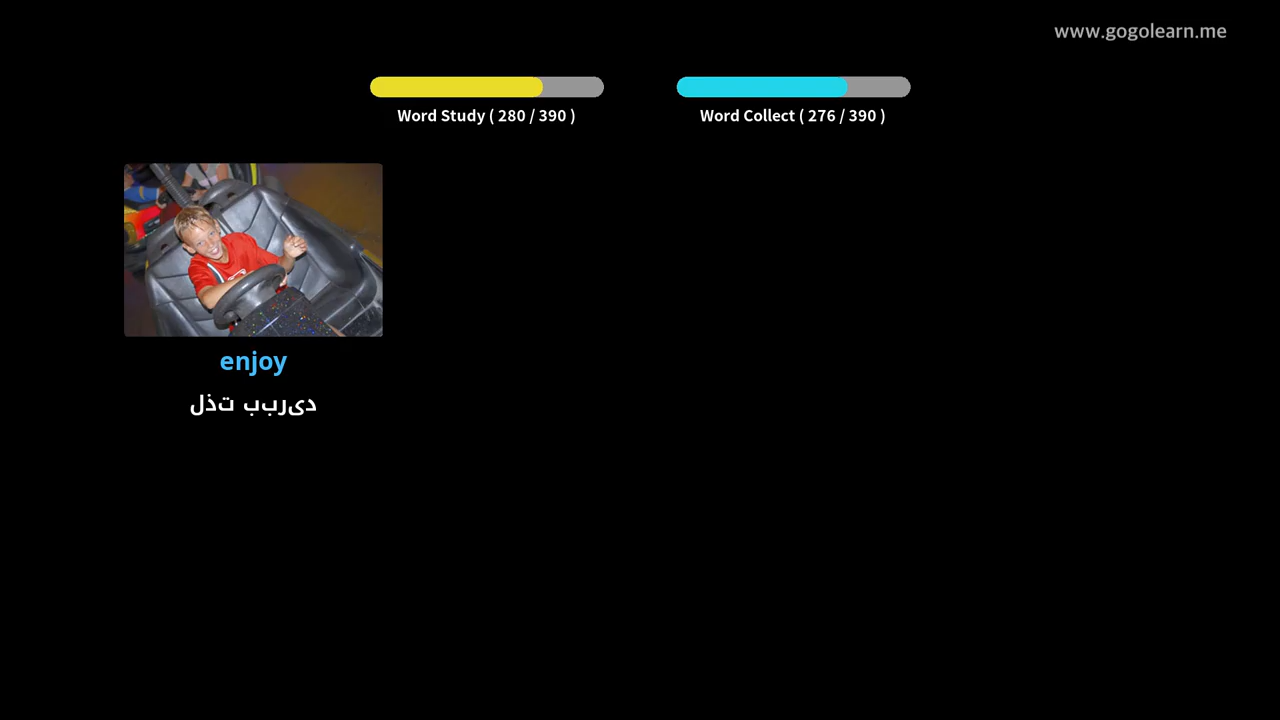 www.gogolearn.me
Word Study ( 280 / 390 )
Word Collect ( 276 / 390 )
enjoy
لذت ببرید